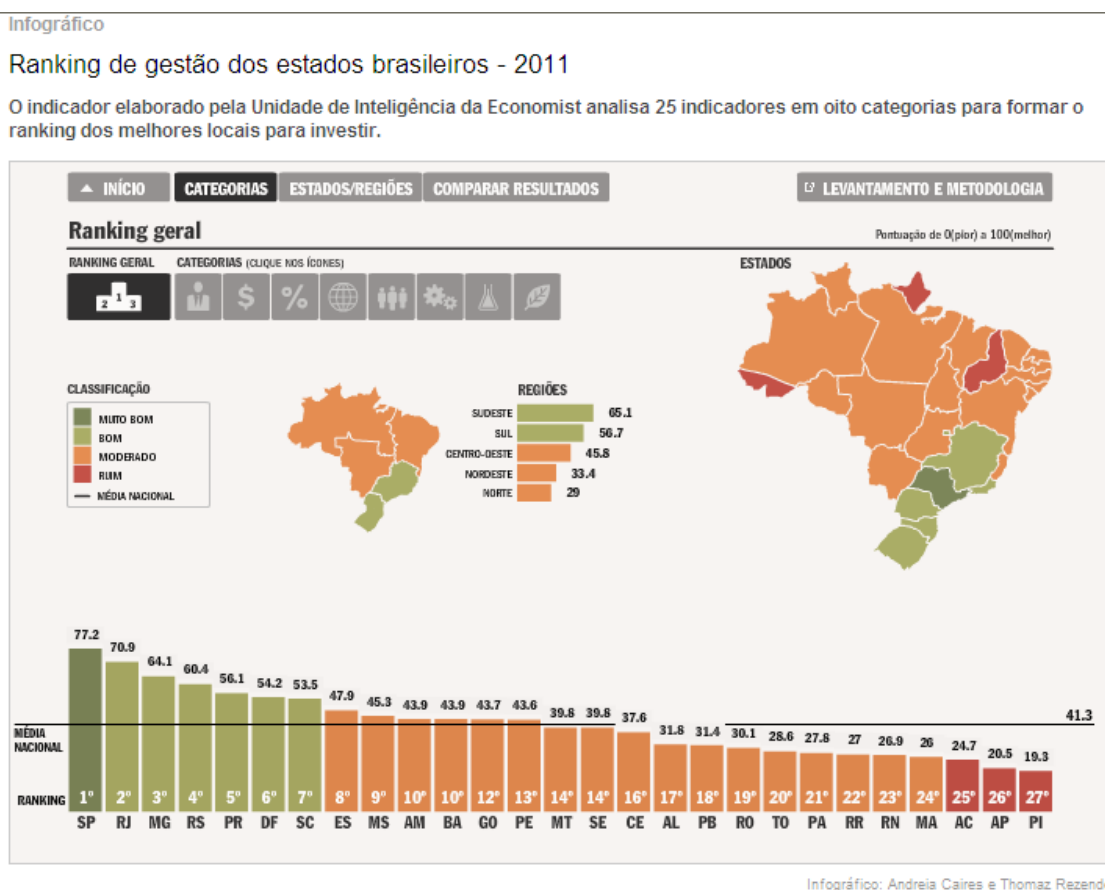 Infográfico
Ranking de gestão dos estados brasileiros - 2011
O indicador elaborado pela Unidade de Inteligência da Economist analisa 25 indicadores em oito categorias para formar o
ranking dos melhores locais para investir.
INÍCIO CATEGORIAS ESTADOS/REGIÕES COMPARAR RESULTADOS LEVANTAMENTO E METODOLOGIA
Ranking geral
Pontuação de 0(pior) a 100(melhor)
RANKING GERAL CATEGORIAS (CLIQUE NOS ÍCONES) ESTADOS
2 1 3 $ %
CLASSIFICAÇÃO
MUITO BOM
BOM
MODERADO
RUIM
MÉDIA NACIONAL
REGIÕES
SUDESTE 65.1
SUL 56.7
CENTRO-OESTE 45.8
NORDESTE 33.4
NORTE 29
77.2 70.9 64.1 60.4 56.1 54.2 53.5 47.9 45.3 43.9 43.9 43.7 43.6 39.8 39.8 37.6 31.8 31.4 30.1 28.6 27.8 27 26.9 26 24.7 20.5 19.3
41.3
MÉDIA
NACIONAL
RANKING 1º 2º 3º 4º 5º 6º 7º 8º 9º 10º 10º 12º 13º 14º 14º 16º 17º 18º 19º 20º 21º 22º 23º 24º 25º 26º 27º
SP RJ MG RS PR DF SC ES MS AM BA GO PE MT SE CE AL PB RO TO PA RR RN MA AC AP PI
Infográfico: Andreia Caires e Thomaz Rezend